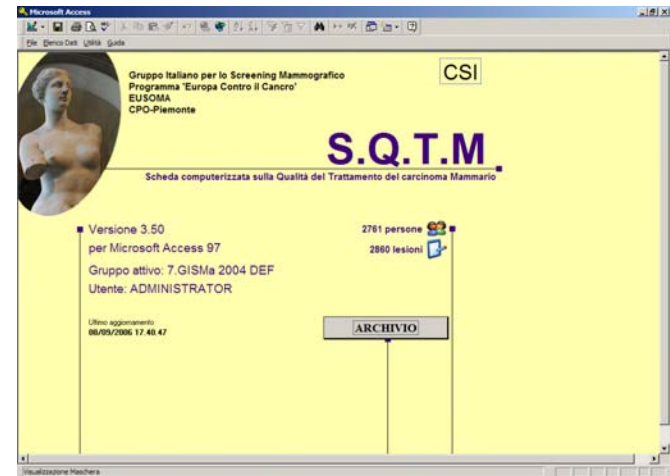 Microsoft Access
File Elenco Dati Utilità Guida
Gruppo Italiano per lo Screening Mammografico
Programma 'Europa Contro il Cancro'
EUSOMA
CPO-Piemonte
CSI
S.Q.T.M
Scheda computerizzata sulla Qualità del Trattamento del carcinoma Mammario
Versione 3.50
2761 persone
per Microsoft Access 97
2860 lesioni
Gruppo attivo: 7.GISMa 2004 DEF
Utente: ADMINISTRATOR
Ultimo aggiornamento
08/09/2006 17.40.47
ARCHIVIO
Visualizzazione Maschera